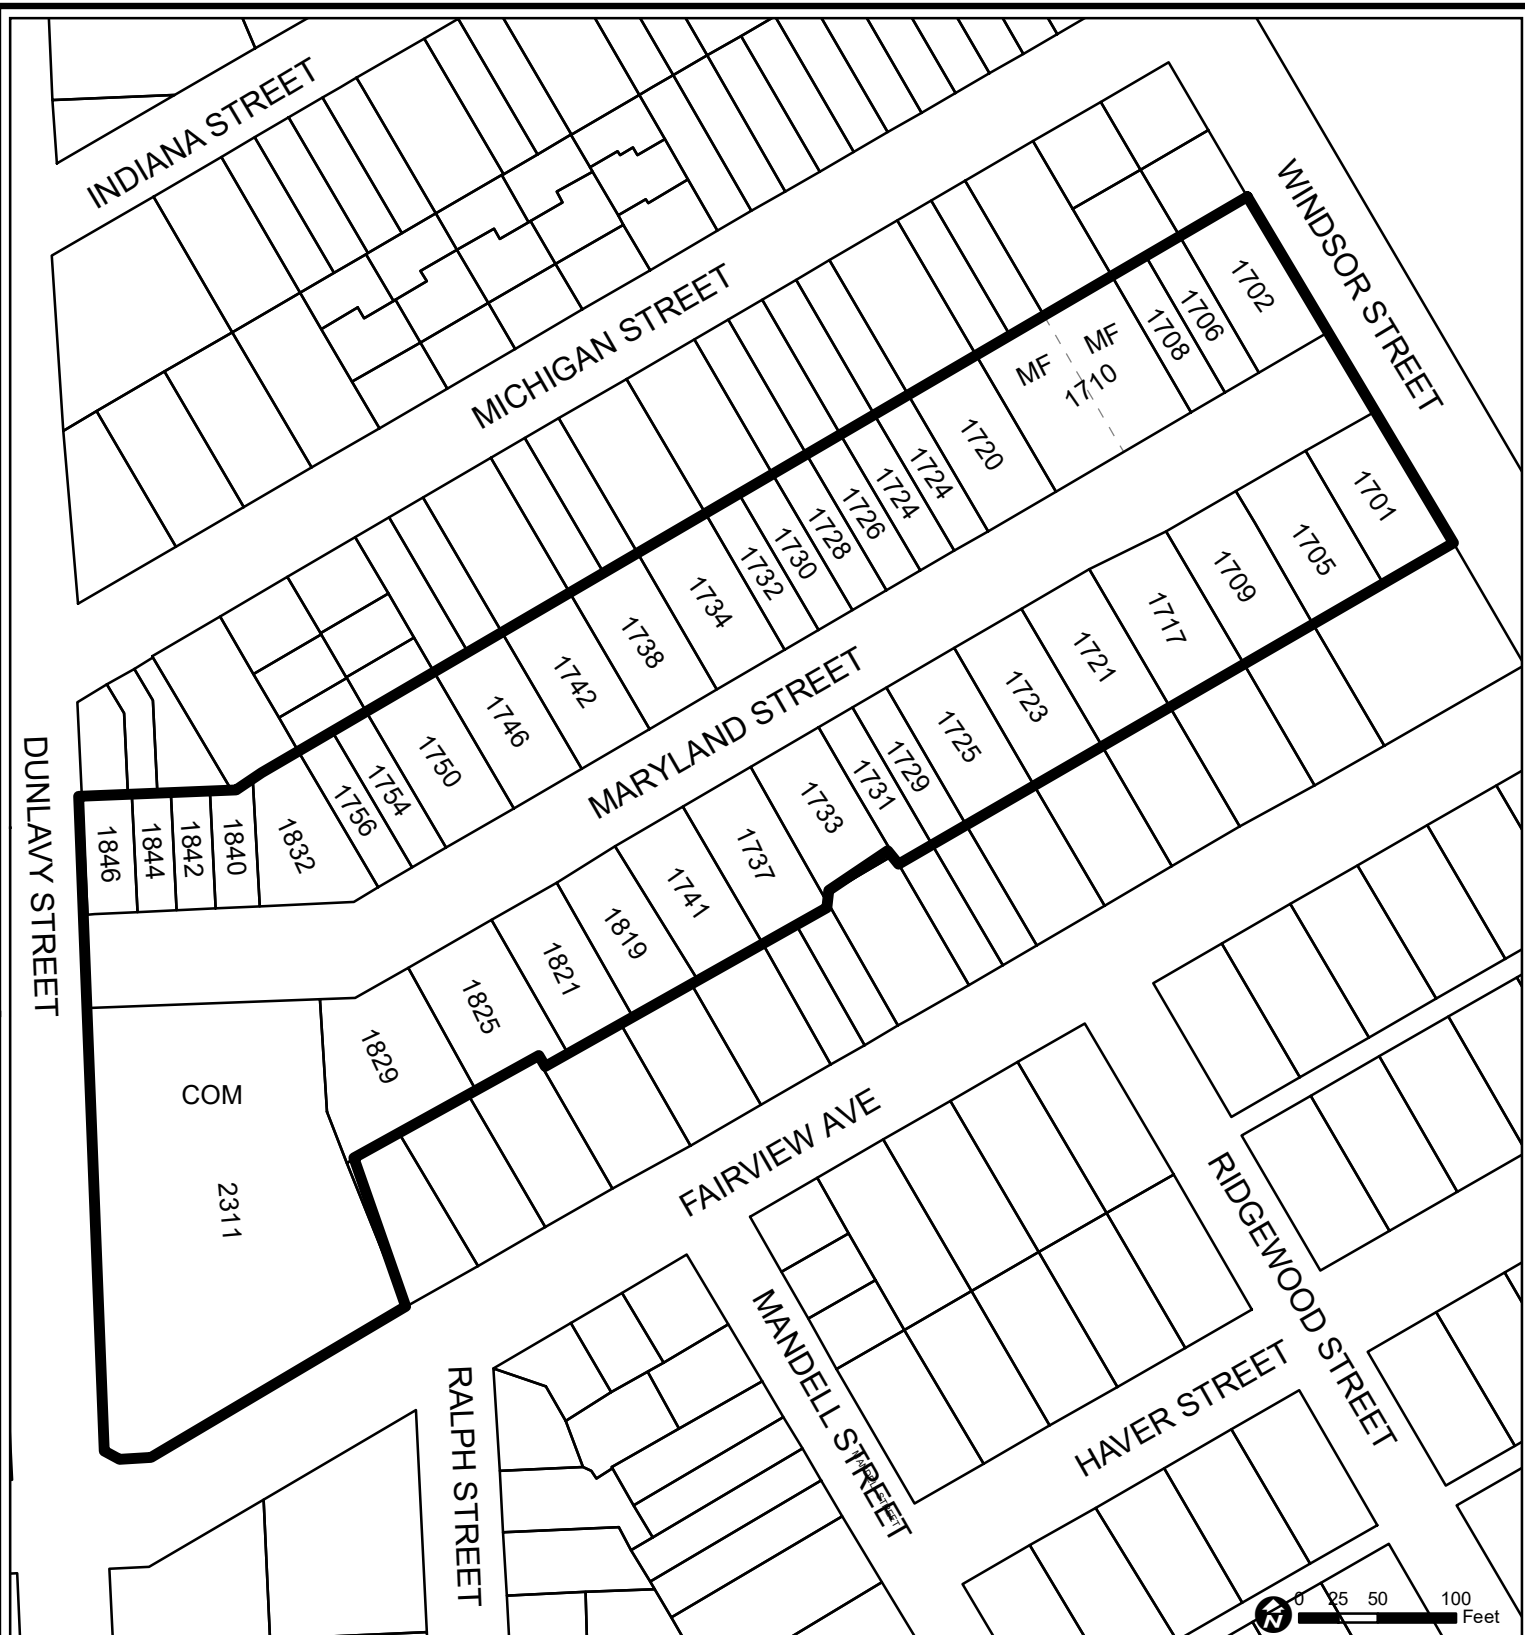 INDIANA STREET
MICHIGAN STREET
WINDSOR STREET
1702
1706
1708
MF
MF
1710
1720
1724
1724
1726
1728
1730
1732
1734
1738
1742
1746
1750
1754
1756
1832
1840
1842
1844
1846
DUNLAVY STREET
MARYLAND STREET
1701
1705
1709
1717
1721
1723
1725
1729
1731
1733
1737
1741
1819
1821
1825
1829
COM
2311
FAIRVIEW AVE
RIDGEWOOD STREET
MANDELL STREET
HAVER STREET
RALPH STREET
N
0 25 50 100
Feet